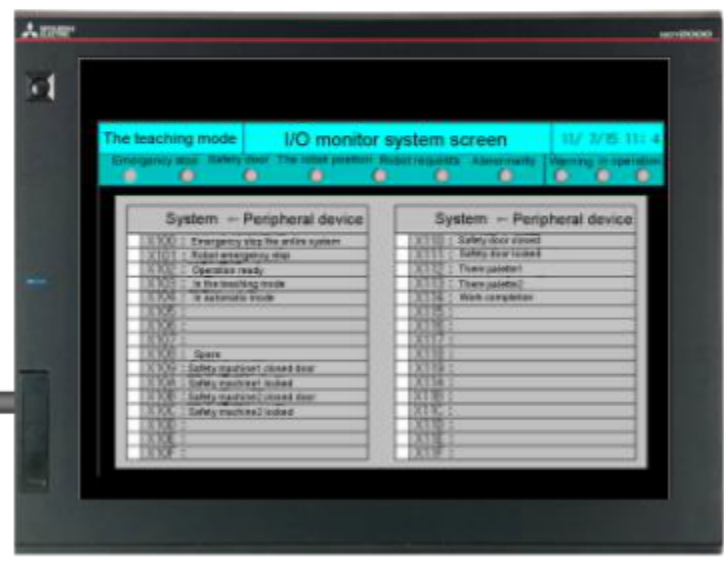 MITSUBISHI
ELECTRIC
GOT2000
The teaching mode
I/O monitor system screen
11/ 7/15 11: 4
Emergency stop Safety door The robot position Robot requests Abnormality Warning In operation
System ← Peripheral device
X100 : Emergency stop the entire system
X101 : Robot emergency stop
X102 : Operation ready
X103 : In the teaching mode
X104 : In automatic mode
X105 :
X106 :
X107 :
X108 : Spare
X109 : Safety machine1 closed door
X10A : Safety machine1 locked
X10B : Safety machine2 closed door
X10C : Safety machine2 locked
X10D :
X10E :
X10F :
System ← Peripheral device
X110 : Safety door closed
X111 : Safety door locked
X112 : There palette1
X113 : There palette2
X114 : Work completion
X115 :
X116 :
X117 :
X118 :
X119 :
X11A :
X11B :
X11C :
X11D :
X11E :
X11F :